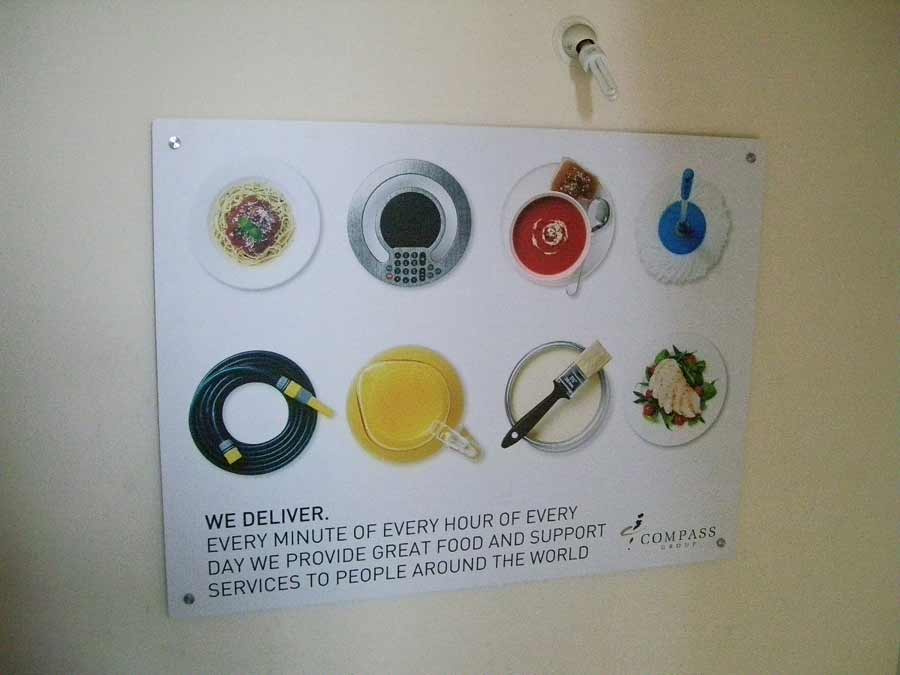 WE DELIVER.
EVERY MINUTE OF EVERY HOUR OF EVERY
DAY WE PROVIDE GREAT FOOD AND SUPPORT
SERVICES TO PEOPLE AROUND THE WORLD
COMPASS
GROUP